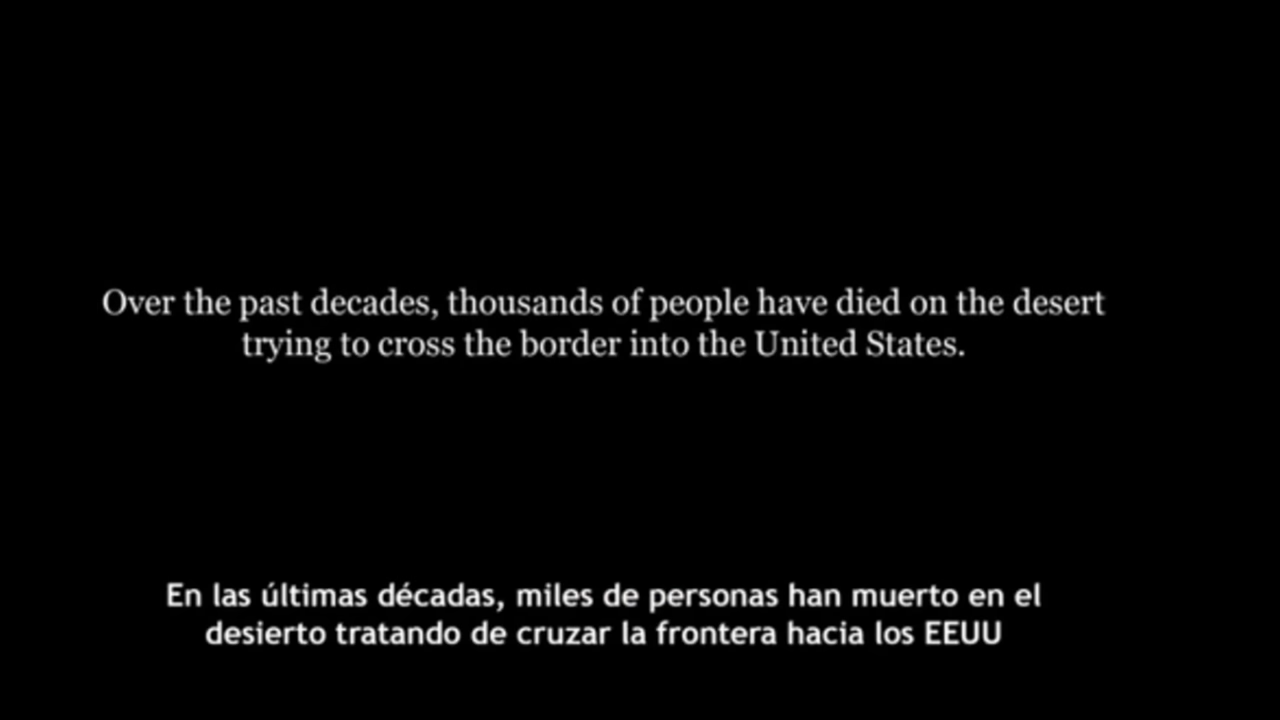 Over the past decades, thousands of people have died on the desert
trying to cross the border into the United States.
En las últimas décadas, miles de personas han muerto en el
desierto tratando de cruzar la frontera hacia los EEUU